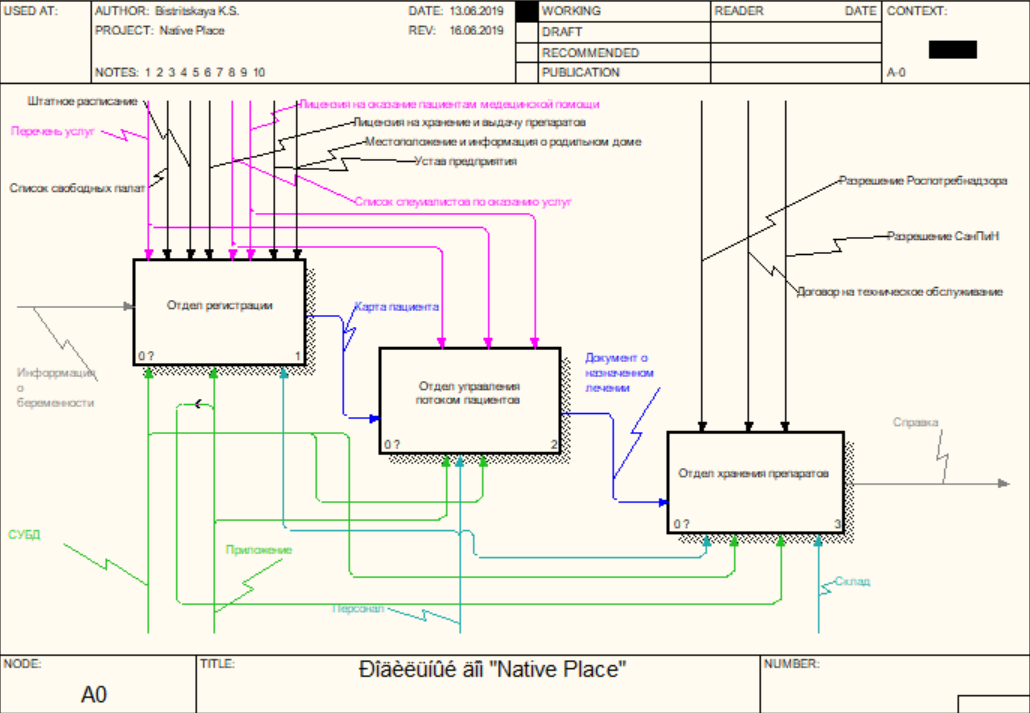 USED AT:
AUTHOR: Bistritskaya K.S.
DATE: 13.06.2019
PROJECT: Native Place
REV: 16.06.2019
NOTES: 1 2 3 4 5 6 7 8 9 10
WORKING
DRAFT
RECOMMENDED
PUBLICATION
READER
DATE
CONTEXT:
A-0
Штатное расписание
Лицензия на оказание пациентам медецинской помощи
Перечень услуг
Лицензия на хранение и выдачу препаратов
Местоположение и информация о родильном доме
Устав предприятия
Список свободных палат
Список спеуиалистов по оказанию услуг
Разрешение Роспотребнадзора
Разрешение СанПиН
Договор на техническое обслуживание
Отдел регистрации
0 ?
1
Карта пациента
Инфоррмация
о
беременности
Отдел управления
потоком пациентов
0 ?
2
Документ о
назначенном
лечении
Отдел хранения препаратов
0 ?
3
Справка
СУБД
Приложение
Персонал
Склад
NODE:
A0
TITLE:
Ðîäèëüíûé äîì "Native Place"
NUMBER: